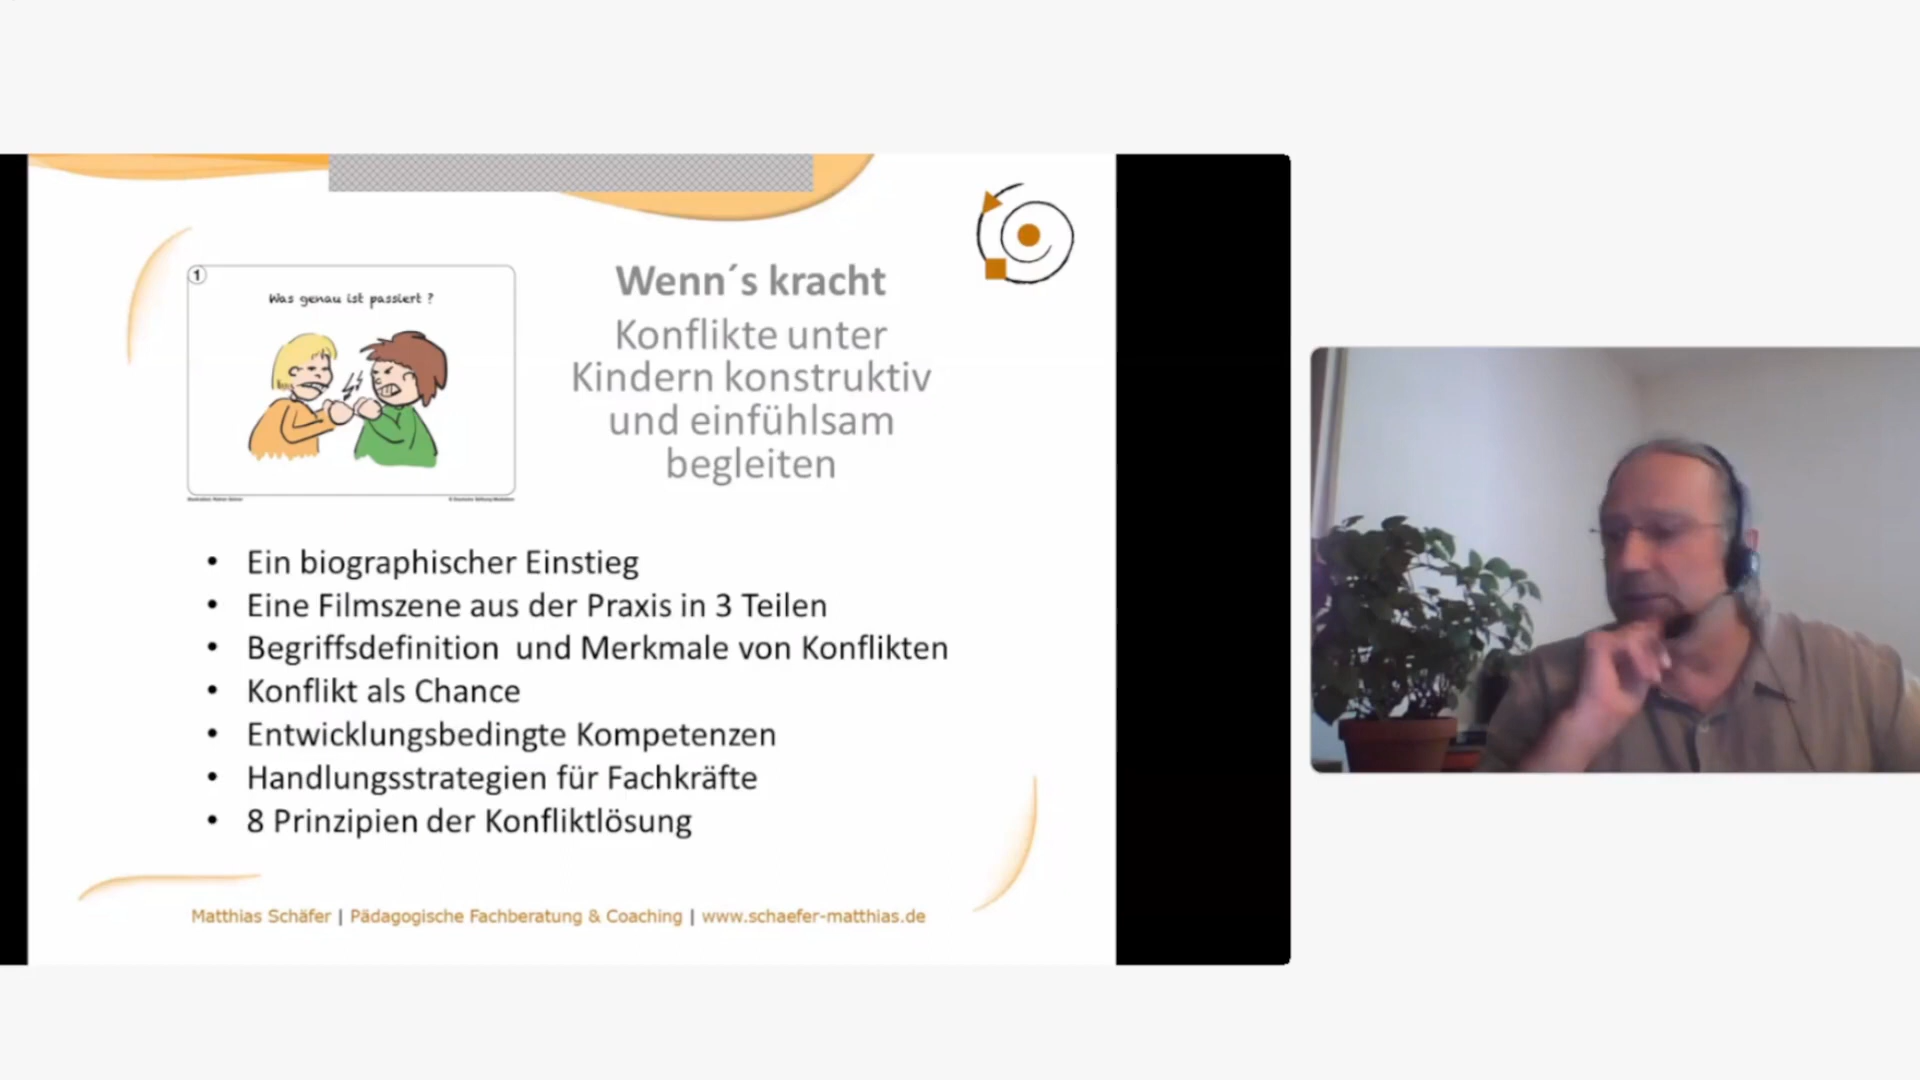 1
Was genau ist passiert ?
Wenn´s kracht
Konflikte unter
Kindern konstruktiv
und einfühlsam
begleiten
• Ein biographischer Einstieg
• Eine Filmszene aus der Praxis in 3 Teilen
• Begriffsdefinition und Merkmale von Konflikten
• Konflikt als Chance
• Entwicklungsbedingte Kompetenzen
• Handlungsstrategien für Fachkräfte
• 8 Prinzipien der Konfliktlösung
Matthias Schäfer | Pädagogische Fachberatung & Coaching | www.schaefer-matthias.de